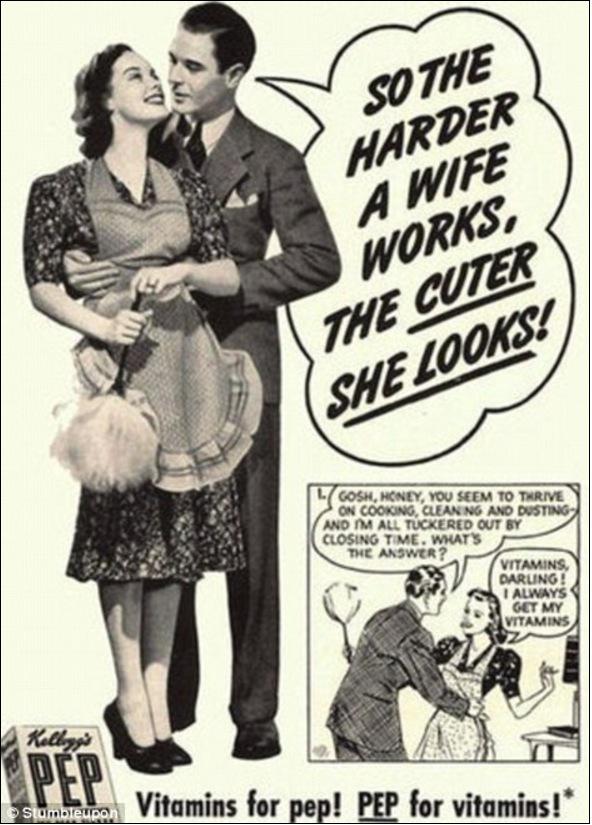 SO THE
HARDER
A WIFE
WORKS,
THE CUTER
SHE LOOKS!
1. GOSH, HONEY, YOU SEEM TO THRIVE
ON COOKING, CLEANING AND DUSTING-
AND I'M ALL TUCKERED OUT BY
CLOSING TIME. WHAT'S
THE ANSWER?
VITAMINS,
DARLING!
I ALWAYS
GET MY
VITAMINS
Kellogg's
PEP
Vitamins for pep! PEP for vitamins!*
© Stumbleupon